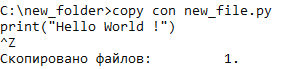 C:\new_folder>copy con new_file.py
print("Hello World !")
^Z
Скопировано файлов:         1.